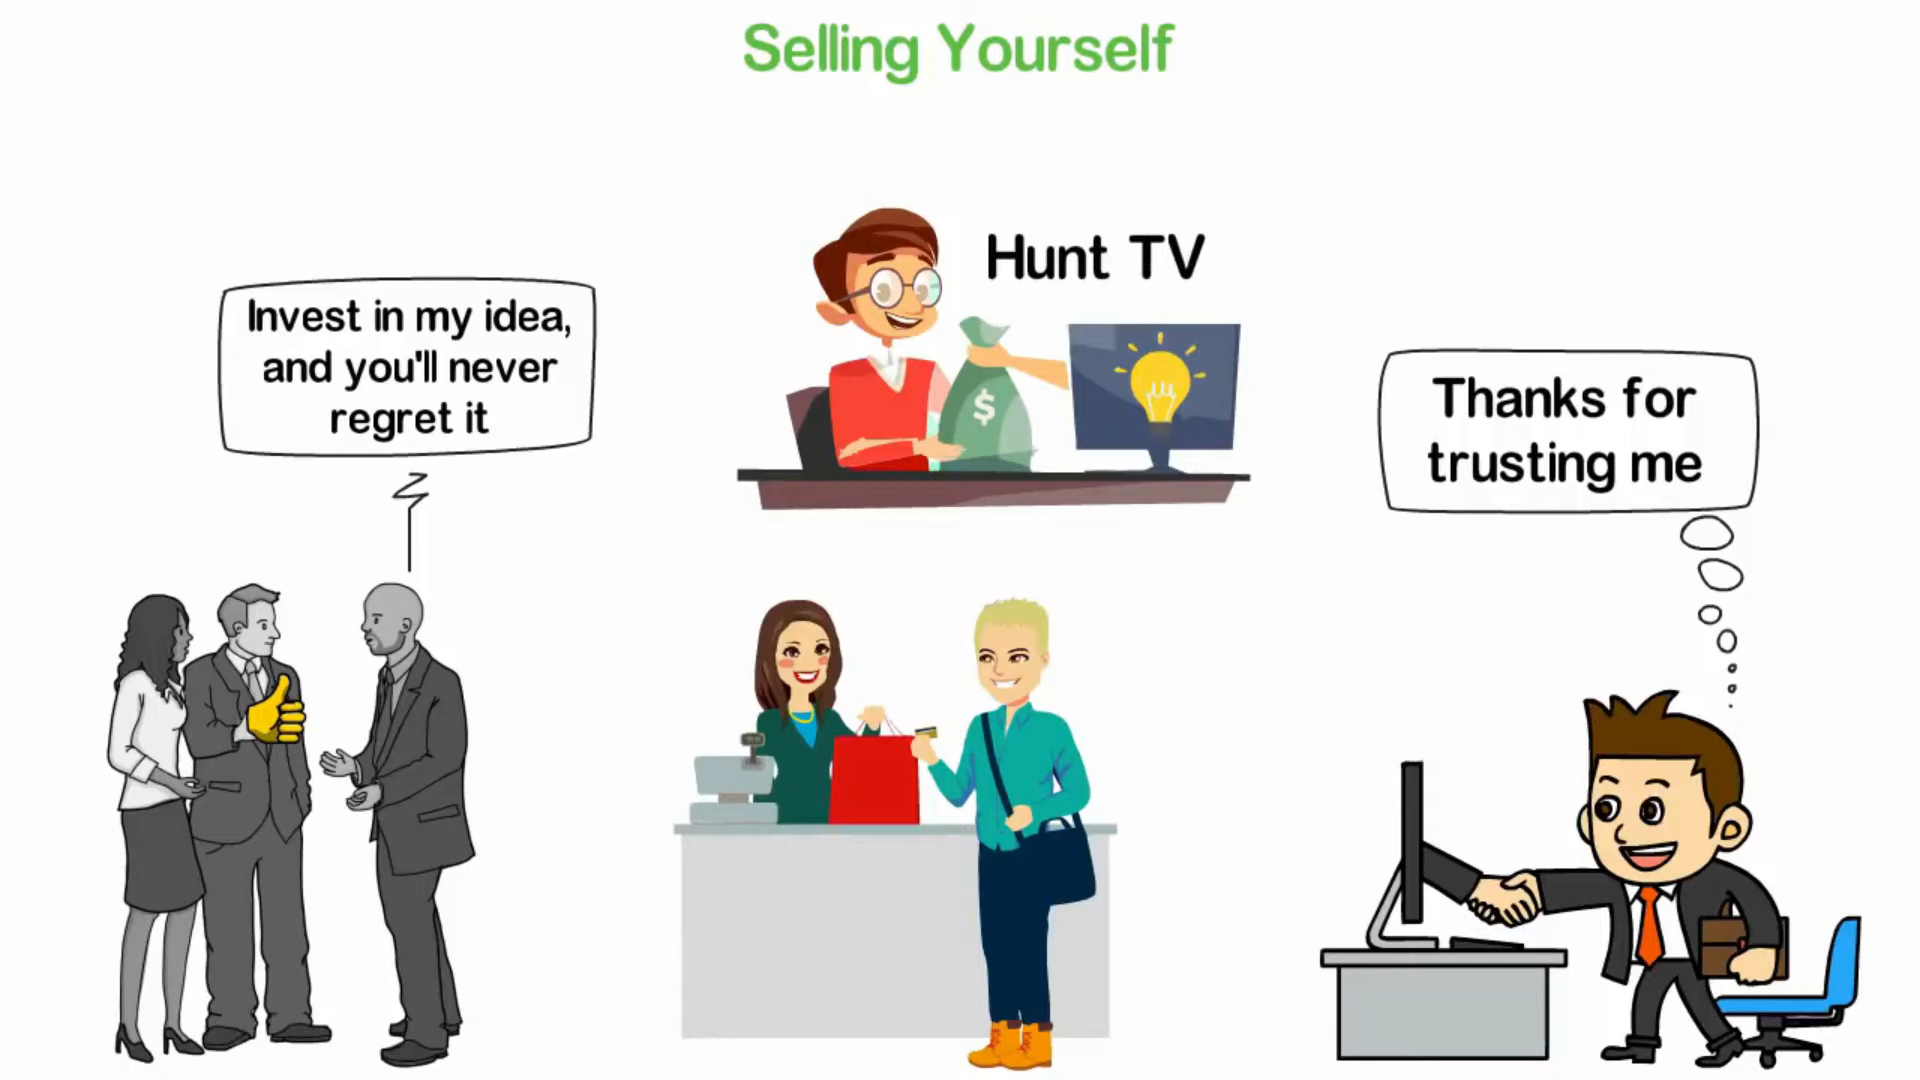 Selling Yourself
Hunt TV
Invest in my idea,
and you'll never
regret it
Thanks for
trusting me
$